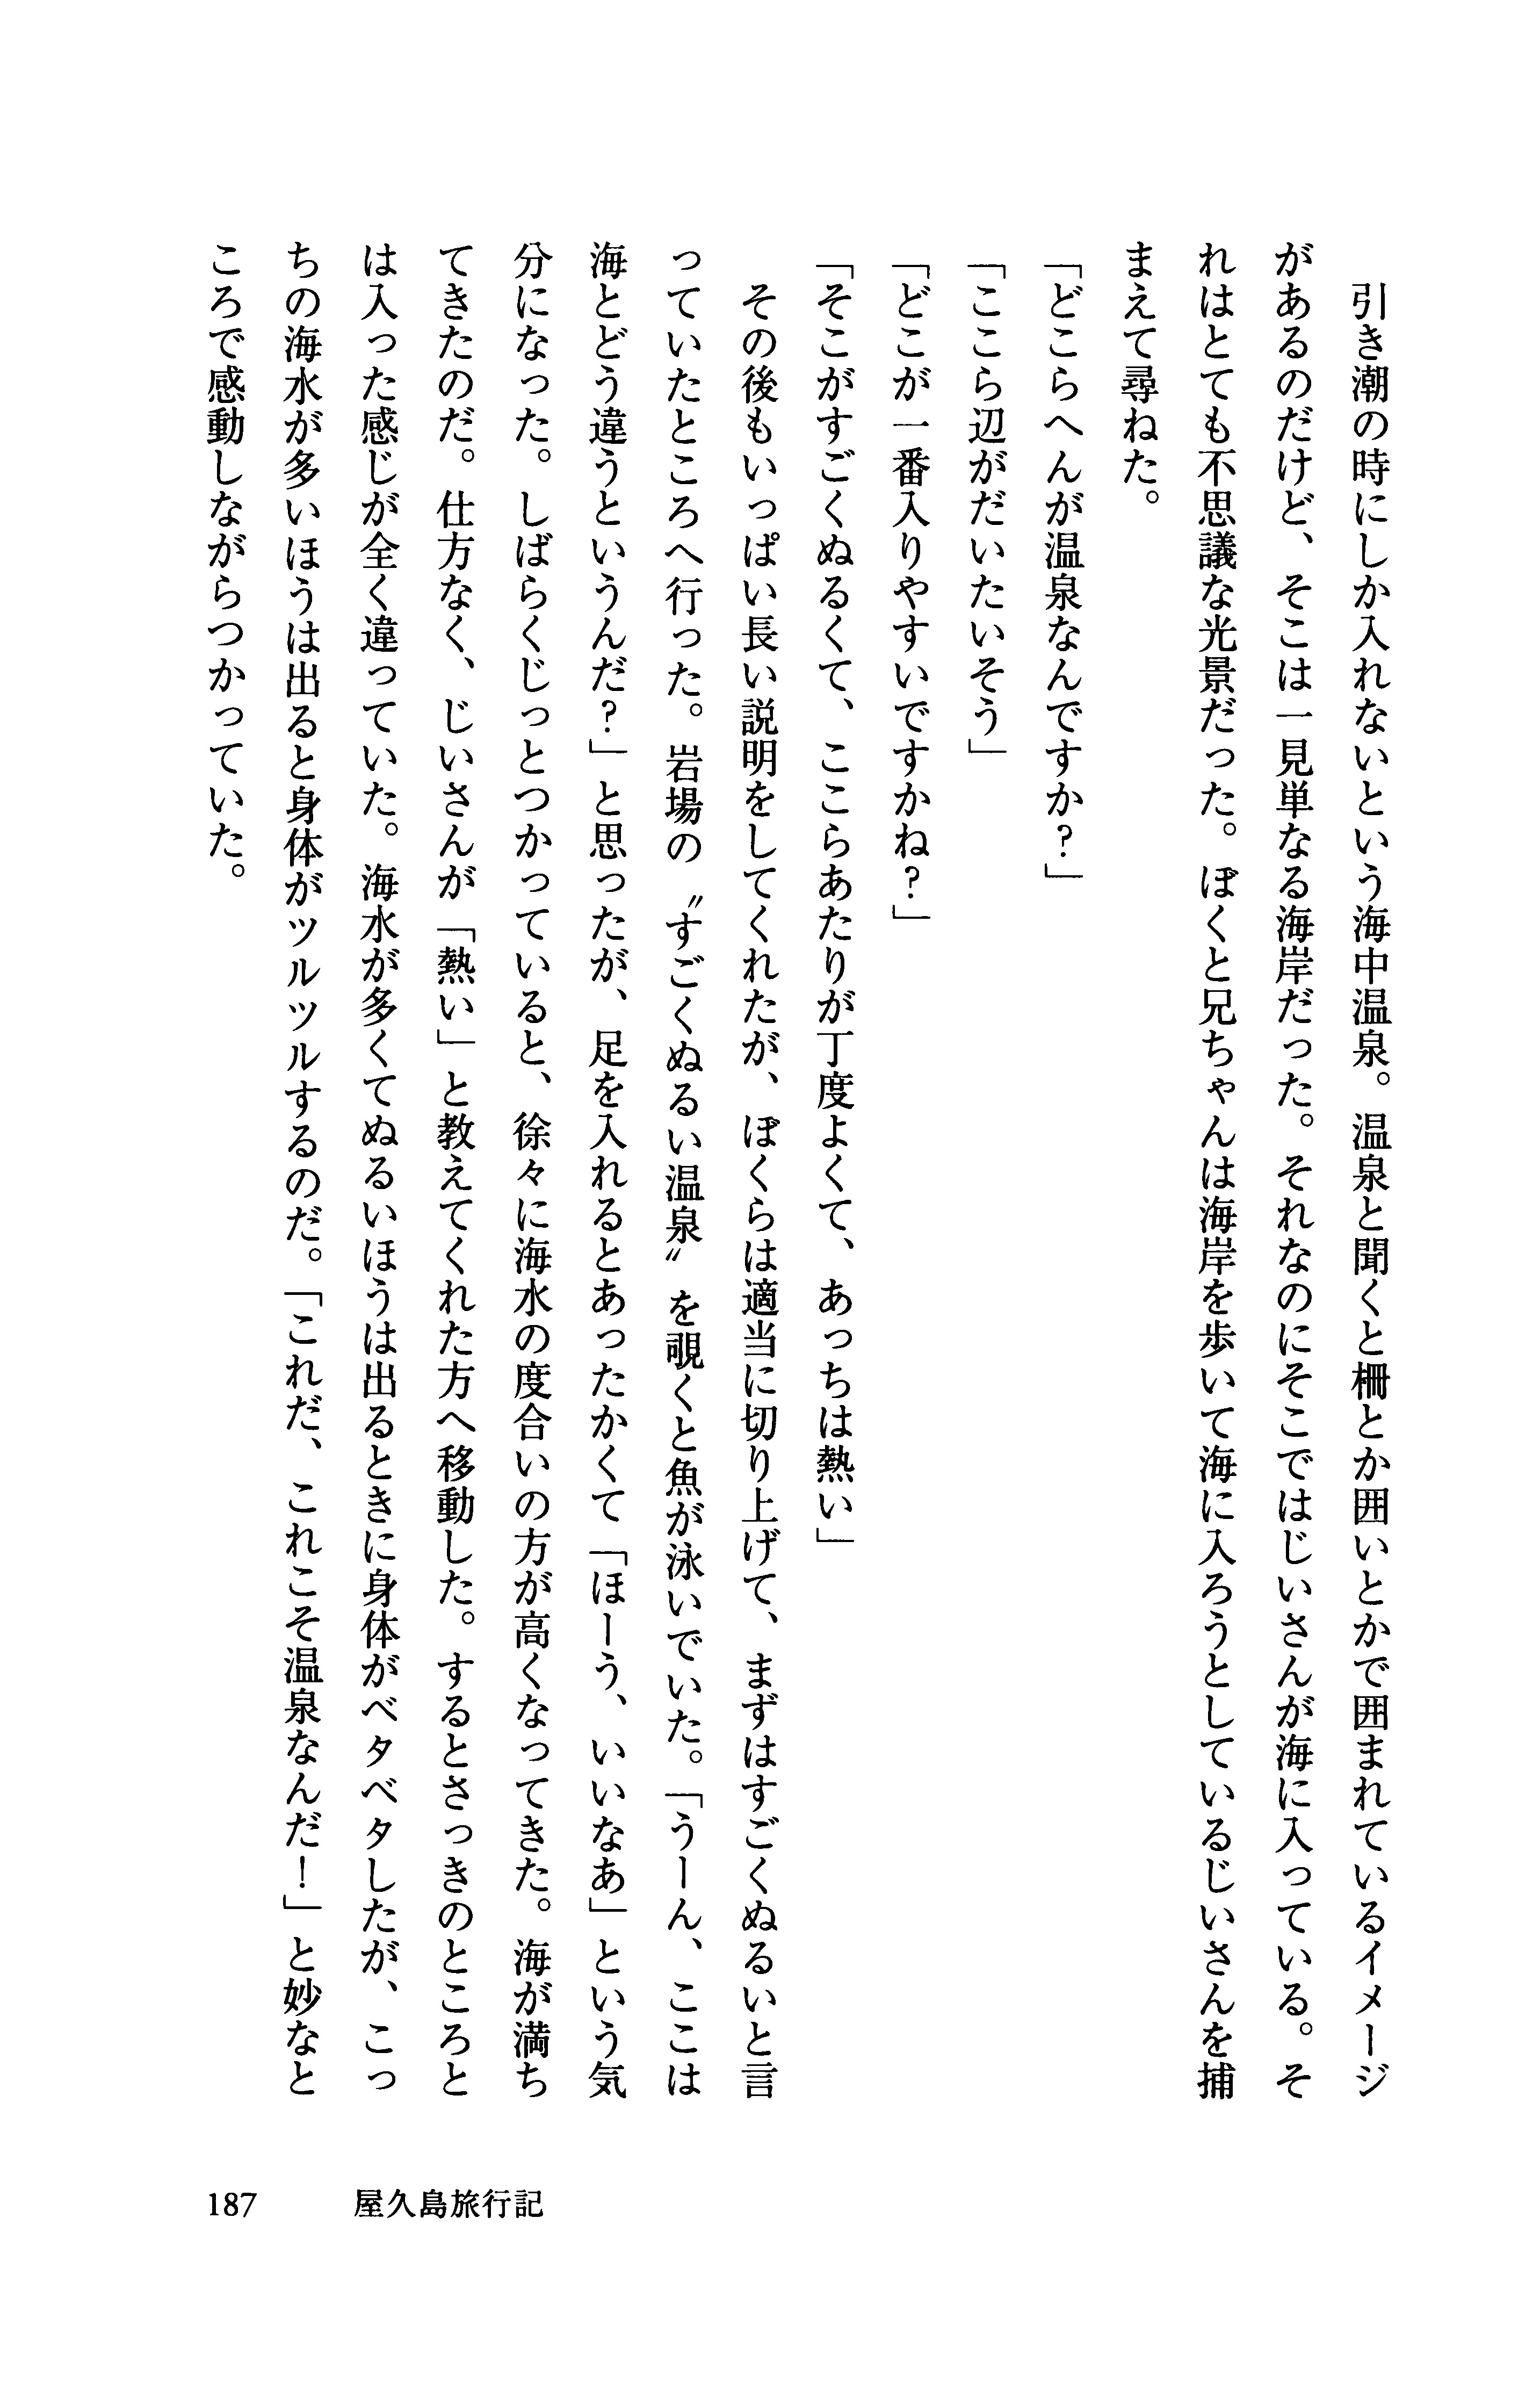 引き潮の時にしか入れないという海中温泉。温泉と聞くと柵とか囲いとかで囲まれているイメージ
があるのだけど、そこは一見単なる海岸だった。それなのにそこではじいさんが海に入っている。そ
れはとても不思議な光景だった。ぼくと兄ちゃんは海岸を歩いて海に入ろうとしているじいさんを捕
まえて尋ねた。
「どこらへんが温泉なんですか?」
「ここら辺がだいたいそう」
「どこが一番入りやすいですかね?」
「そこがすごくぬるくて、ここらあたりが丁度よくて、あっちは熱い」
その後もいっぱい長い説明をしてくれたが、ぼくらは適当に切り上げて、まずはすごくぬるいと言
っていたところへ行った。岩場の〝すごくぬるい温泉〟を覗くと魚が泳いでいた。「うーん、ここは
海とどう違うというんだ?」と思ったが、足を入れるとあったかくて「ほーう、いいなあ」という気
分になった。しばらくじっとつかっていると、徐々に海水の度合いの方が高くなってきた。海が満ち
てきたのだ。仕方なく、じいさんが「熱い」と教えてくれた方へ移動した。するとさっきのところと
は入った感じが全く違っていた。海水が多くてぬるいほうは出るときに身体がベタベタしたが、こっ
ちの海水が多いほうは出ると身体がツルツルするのだ。「これだ、これこそ温泉なんだ!」と妙なと
ころで感動しながらつかっていた。
187 屋久島旅行記